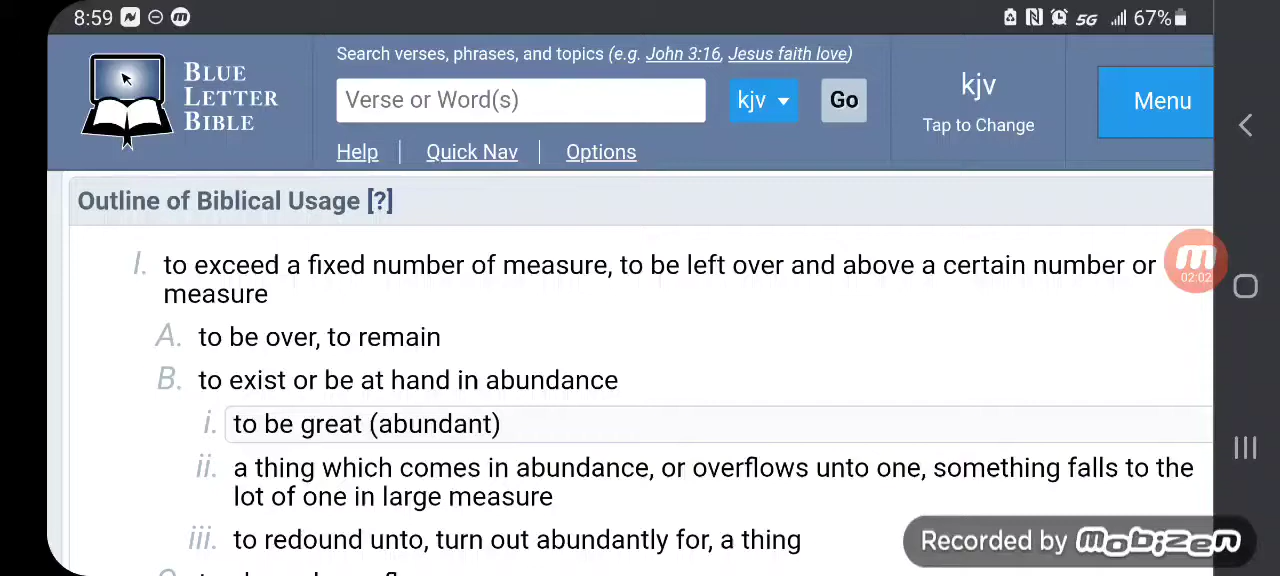 8:59 67%
5G
BLUE
LETTER
BIBLE
Search verses, phrases, and topics (e.g. John 3:16, Jesus faith love)
Verse or Word(s) kjv Go
Help Quick Nav Options
kjv
Tap to Change
Menu
Outline of Biblical Usage [?]
I. to exceed a fixed number of measure, to be left over and above a certain number or
measure
A. to be over, to remain
B. to exist or be at hand in abundance
i. to be great (abundant)
ii. a thing which comes in abundance, or overflows unto one, something falls to the
lot of one in large measure
iii. to redound unto, turn out abundantly for, a thing
02:02
Recorded by mobizen